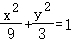 x²/9 + y²/3 = 1